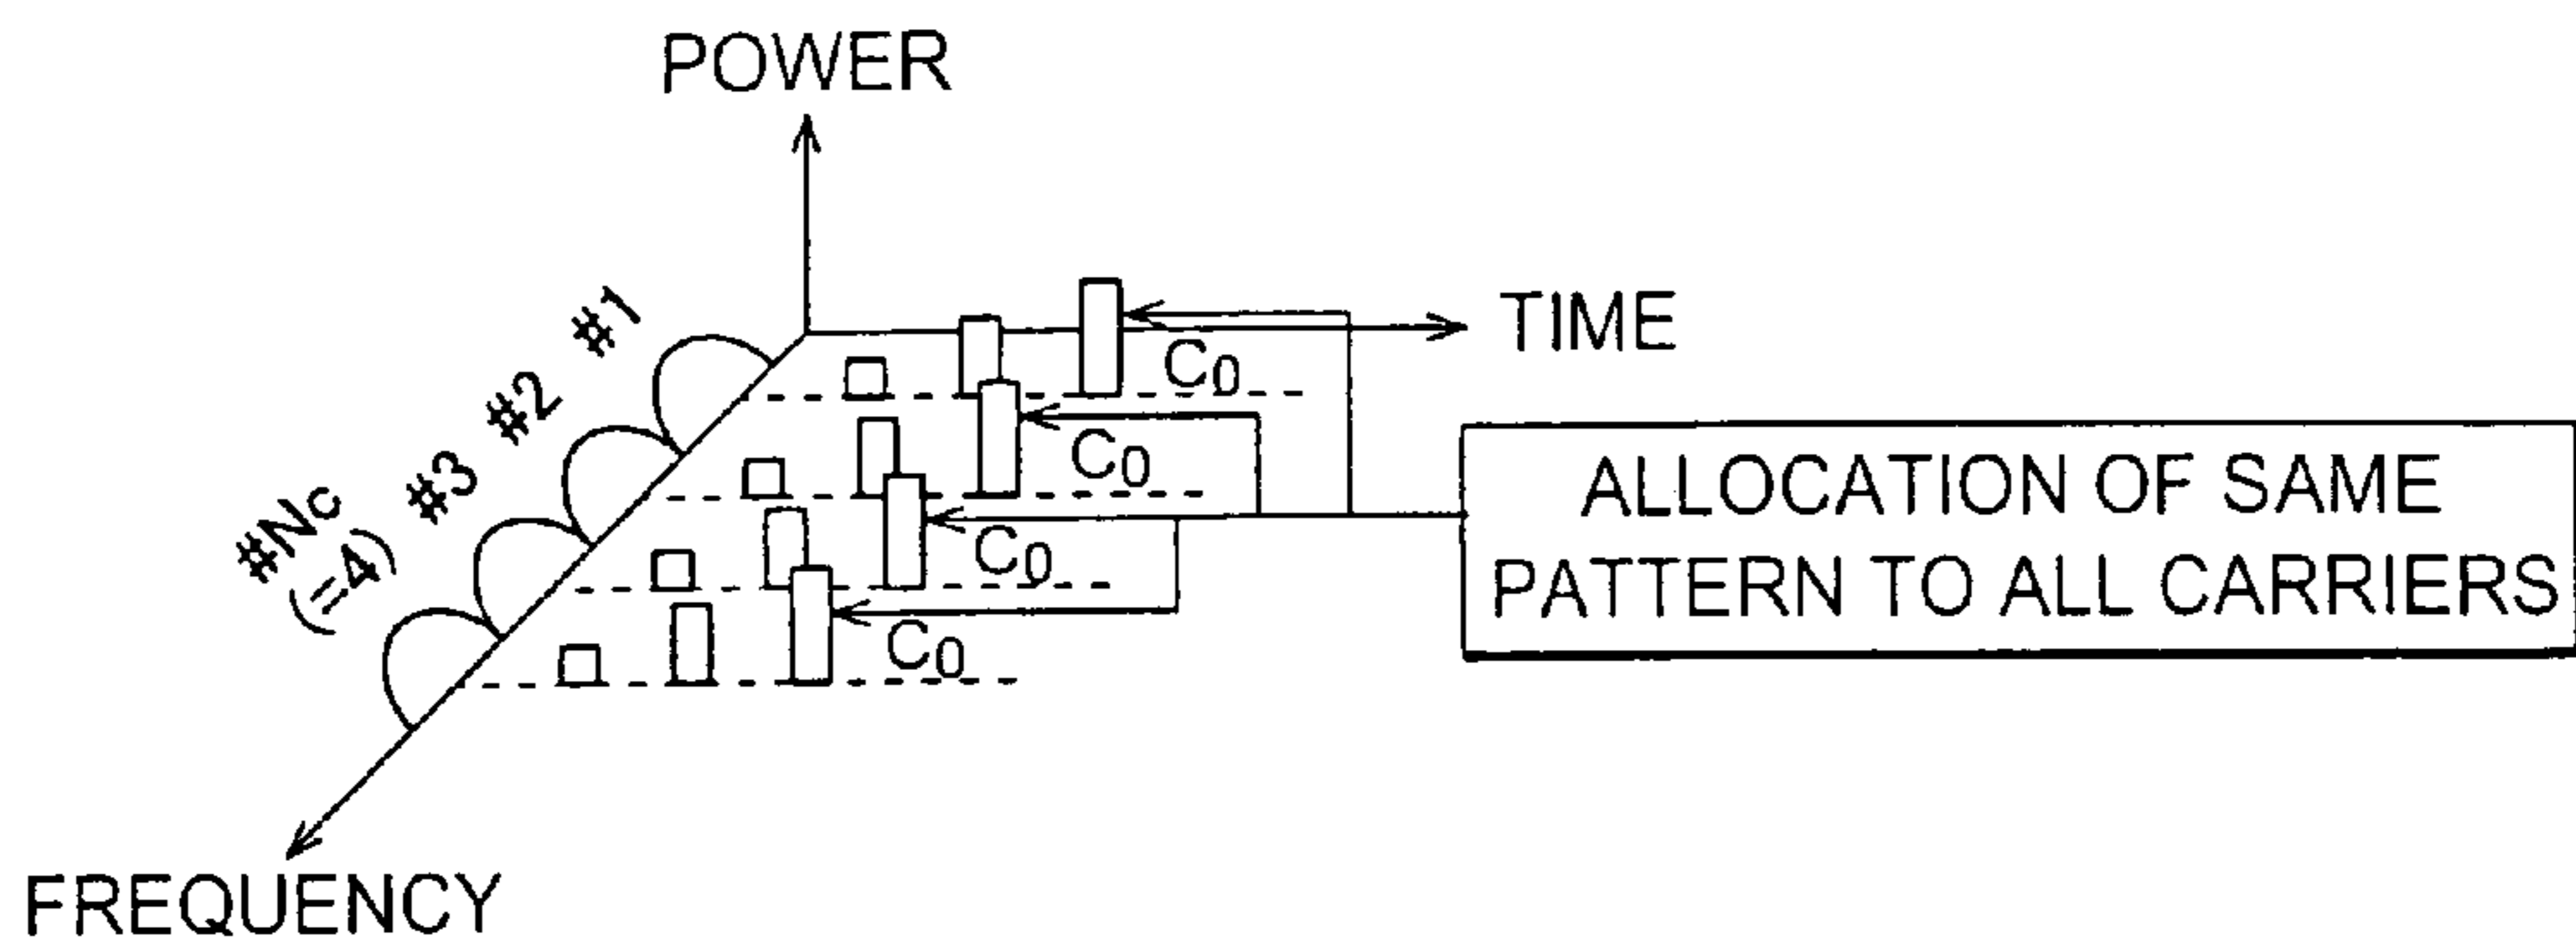 POWER
#1
TIME
C0
#2
C0
ALLOCATION OF SAME
PATTERN TO ALL CARRIERS
#3
C0
#Nc
(=4)
C0
FREQUENCY